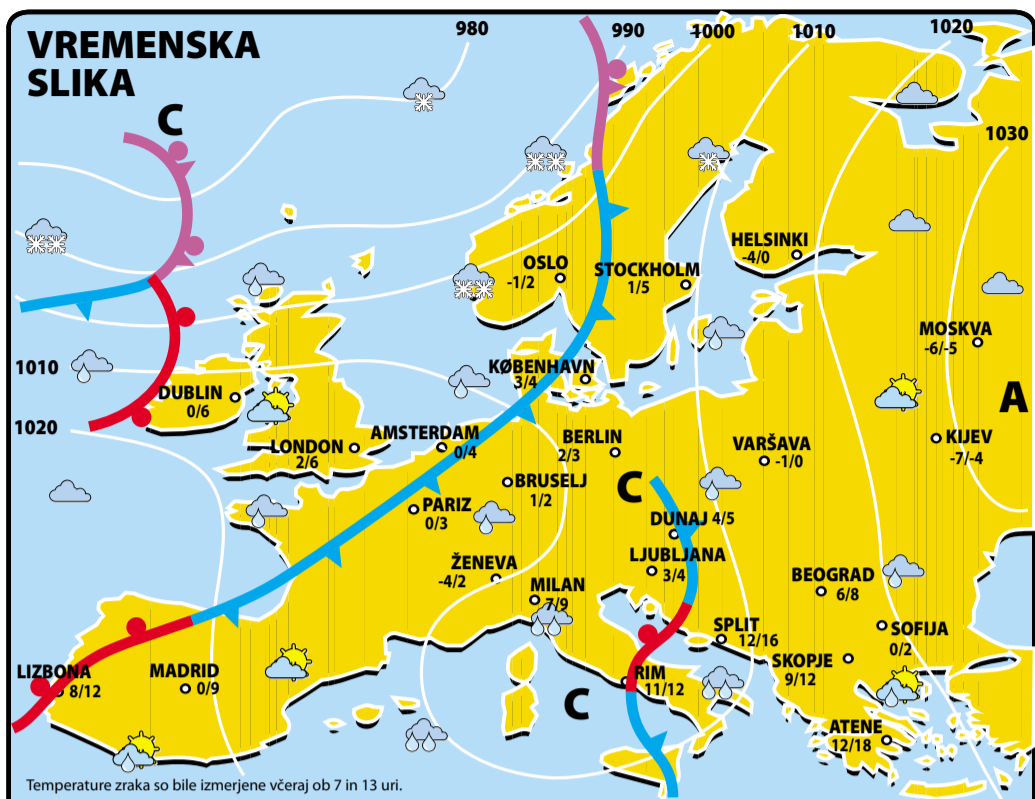 VREMENSKA
SLIKA
980
990
1000
1010
1020
1030
C
HELSINKI
-4/0
OSLO
-1/2
STOCKHOLM
1/5
MOSKVA
-6/-5
1010
KØBENHAVN
3/4
DUBLIN
0/6
A
1020
AMSTERDAM
0/4
BERLIN
2/3
VARŠAVA
-1/0
KIJEV
-7/-4
LONDON
2/6
BRUSELJ
1/2
C
PARIZ
0/3
DUNAJ 4/5
LJUBLJANA
3/4
ŽENEVA
-4/2
MILAN
7/9
BEOGRAD
6/8
SPLIT
12/16
SOFIJA
0/2
LIZBONA
8/12
MADRID
0/9
RIM
11/12
SKOPJE
9/12
C
ATENE
12/18
Temperature zraka so bile izmerjene včeraj ob 7 in 13 uri.